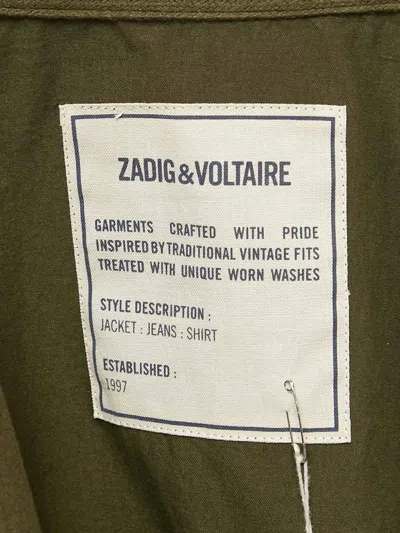 ZADIG&VOLTAIRE
GARMENTS CRAFTED WITH PRIDE
INSPIRED BY TRADITIONAL VINTAGE FITS
TREATED WITH UNIQUE WORN WASHES
STYLE DESCRIPTION :
JACKET : JEANS : SHIRT
ESTABLISHED :
1997